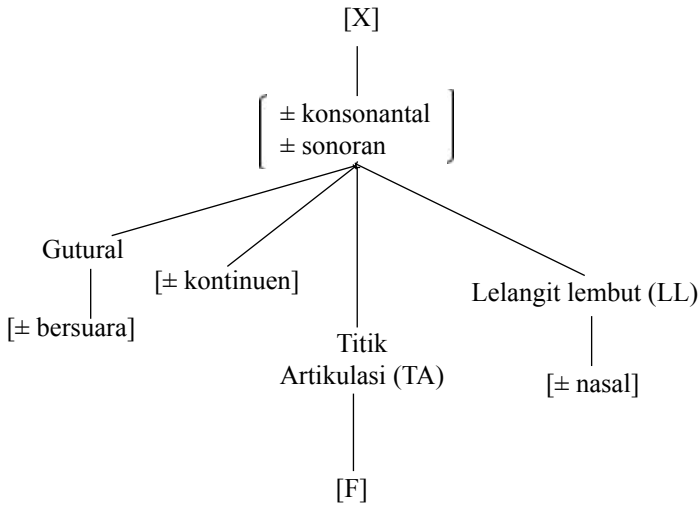 [X]
± konsonantal
± sonoran
Gutural
[± kontinuen]
Lelangit lembut (LL)
[± bersuara]
Titik
Artikulasi (TA)
[± nasal]
[F]